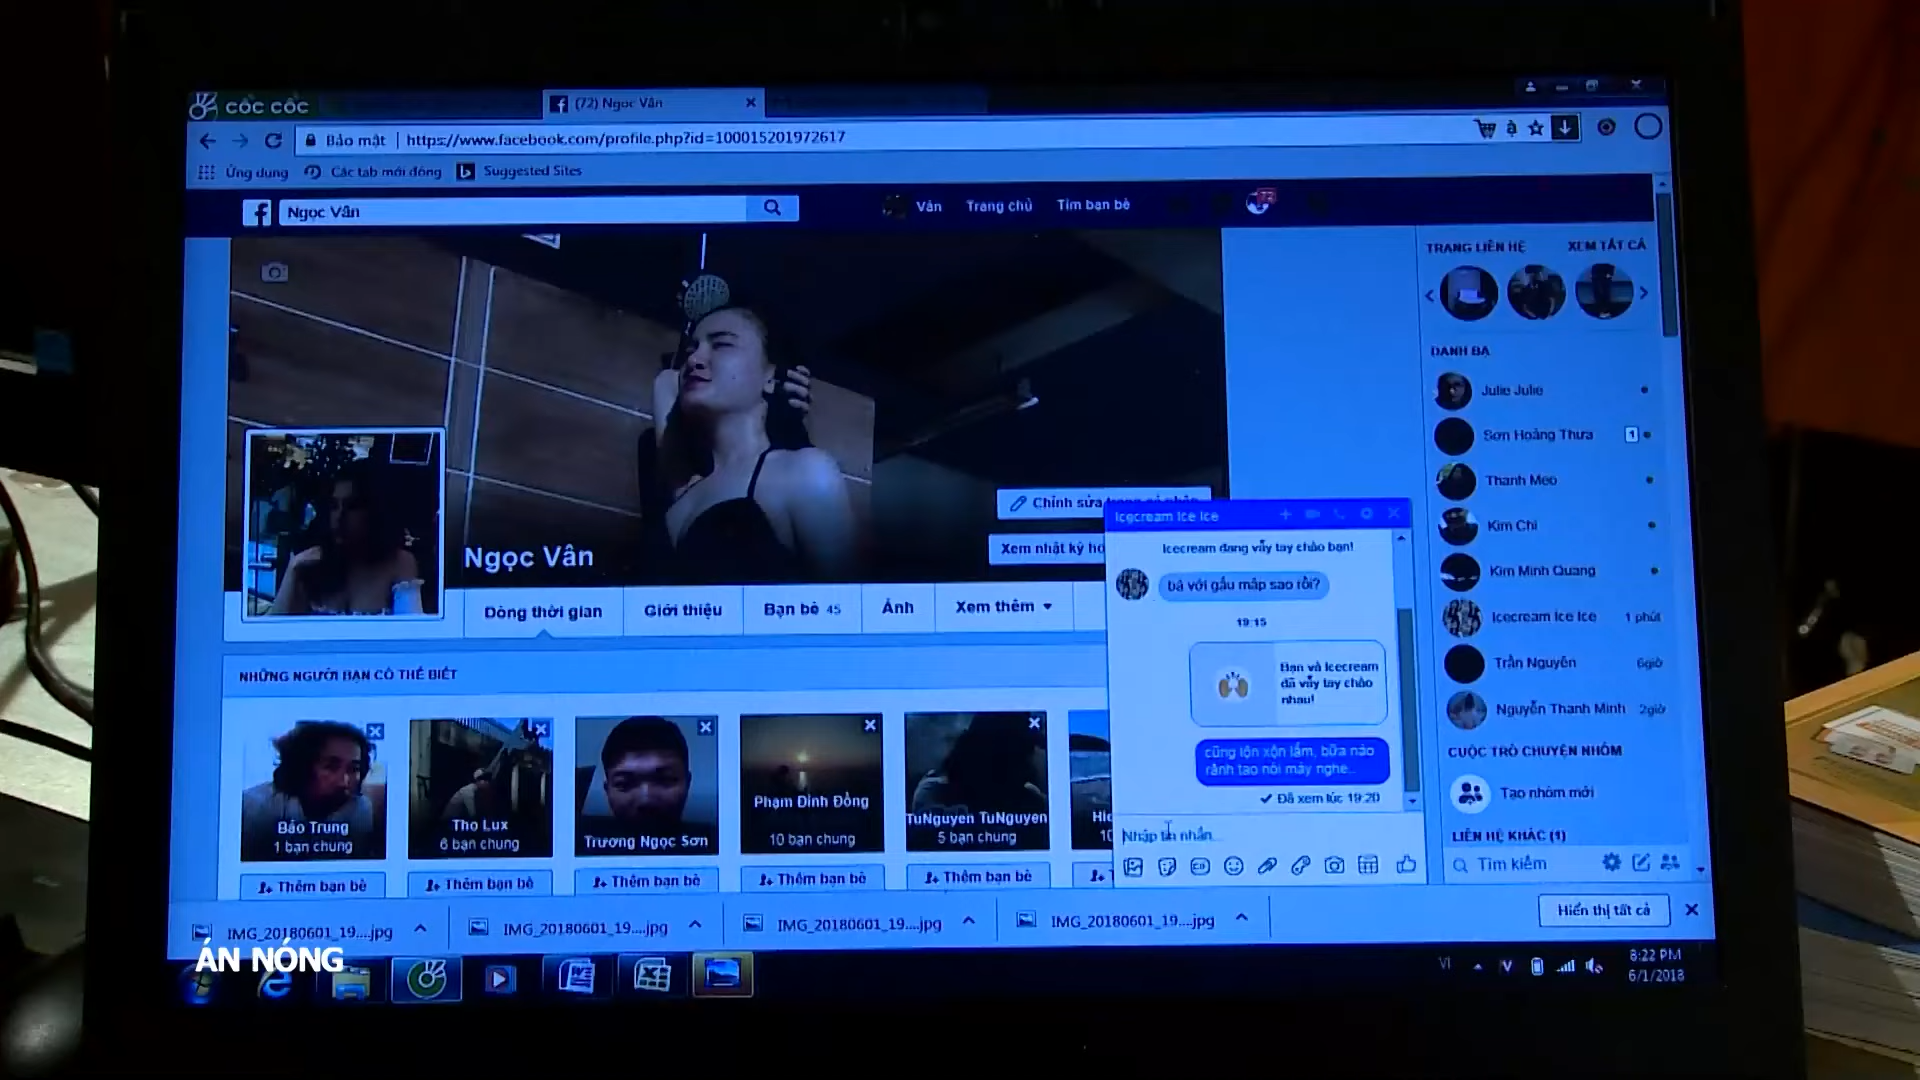 CỐC CỐC
(72) Ngọc Vân
Bảo mật
https://www.facebook.com/profile.php?id=100015201972617
Ứng dụng
Các tab mới đóng
Suggested Sites
Ngọc Vân
Vân
Trang chủ
Tìm bạn bè
72
TRANG LIÊN HỆ
XEM TẤT CẢ
DANH BẠ
Julie Julie
Sơn Hoàng Thưa
1
Thanh Meo
Kim Chi
Kim Minh Quang
Icecream Ice Ice
1 phút
Trần Nguyên
6giờ
Nguyễn Thanh Minh
2giờ
CUỘC TRÒ CHUYỆN NHÓM
Tạo nhóm mới
LIÊN HỆ KHÁC (1)
Tìm kiếm
Chỉnh sửa
Xem nhật ký
Ngọc Vân
Dòng thời gian
Giới thiệu
Bạn bè 45
Ảnh
Xem thêm
NHỮNG NGƯỜI BẠN CÓ THỂ BIẾT
Bảo Trung
1 bạn chung
Thêm bạn bè
Tho Lux
6 bạn chung
Thêm bạn bè
Trương Ngọc Sơn
Thêm bạn bè
Phạm Đình Đồng
10 bạn chung
Thêm bạn bè
TuNguyen TuNguyen
5 bạn chung
Thêm bạn bè
Icecream Ice Ice
Icecream đang vẫy tay chào bạn!
bà với gấu mập sao rồi?
19:15
Bạn và Icecream
đã vẫy tay chào
nhau!
cũng lộn xộn lắm, bữa nào
rảnh tao nói mày nghe..
Đã xem lúc 19:20
Nhập tin nhắn...
IMG_20180601_19....jpg
IMG_20180601_19....jpg
IMG_20180601_19....jpg
IMG_20180601_19....jpg
Hiển thị tất cả
ÁN NÓNG
VI
8:22 PM
6/1/2018